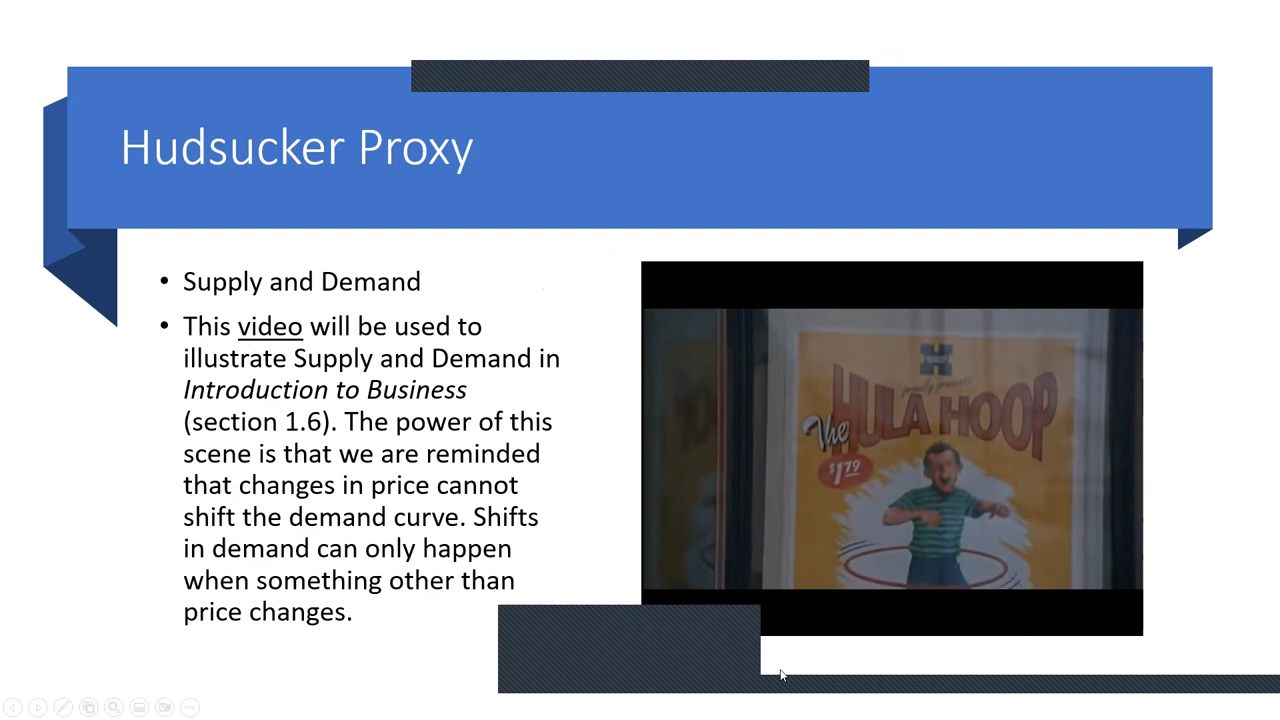 Hudsucker Proxy
• Supply and Demand
• This video will be used to
illustrate Supply and Demand in
Introduction to Business
(section 1.6). The power of this
scene is that we are reminded
that changes in price cannot
shift the demand curve. Shifts
in demand can only happen
when something other than
price changes.
H
proudly presents
The HULA HOOP
$1.79